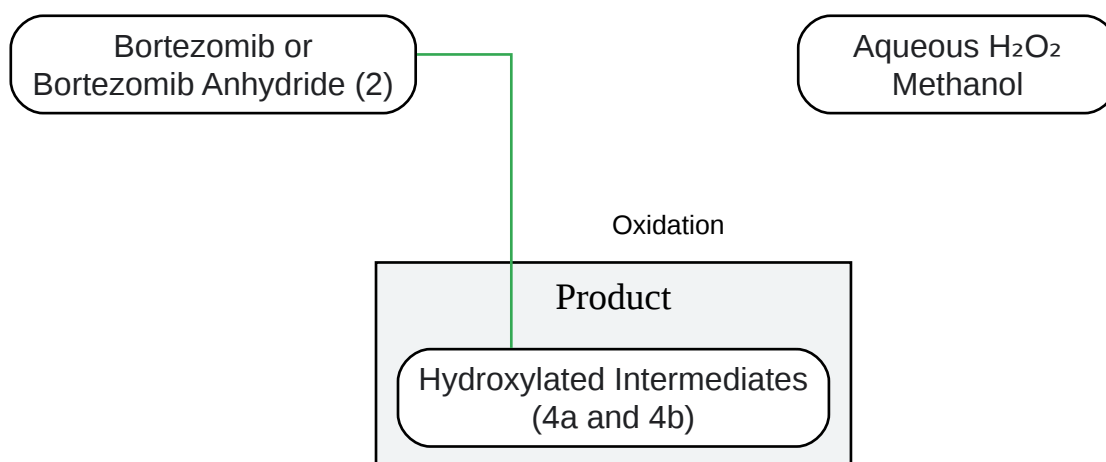 Bortezomib or
Bortezomib Anhydride (2)
Aqueous H₂O₂
Methanol
Oxidation
Product
Hydroxylated Intermediates
(4a and 4b)